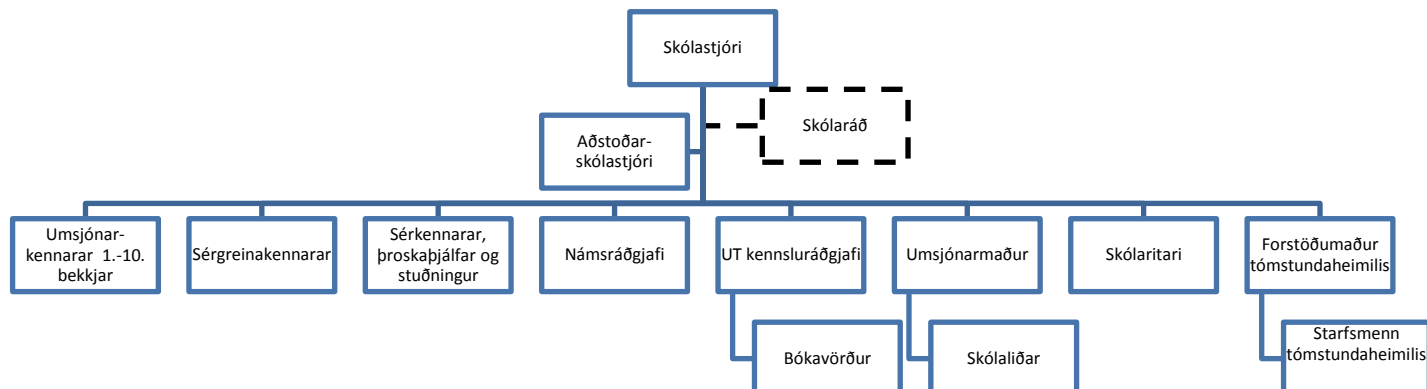 Skólastjóri
Skólaráð
Aðstoðar-
skólastjóri
Umsjónar-
kennarar 1.-10.
bekkjar
Sérgreinakennarar
Sérkennarar,
þroskaþjálfar og
stuðningur
Námsráðgjafi
UT kennsluráðgjafi
Umsjónarmaður
Skólaritari
Forstöðumaður
tómstundaheimilis
Bókavörður
Skólaliðar
Starfsmenn
tómstundaheimilis